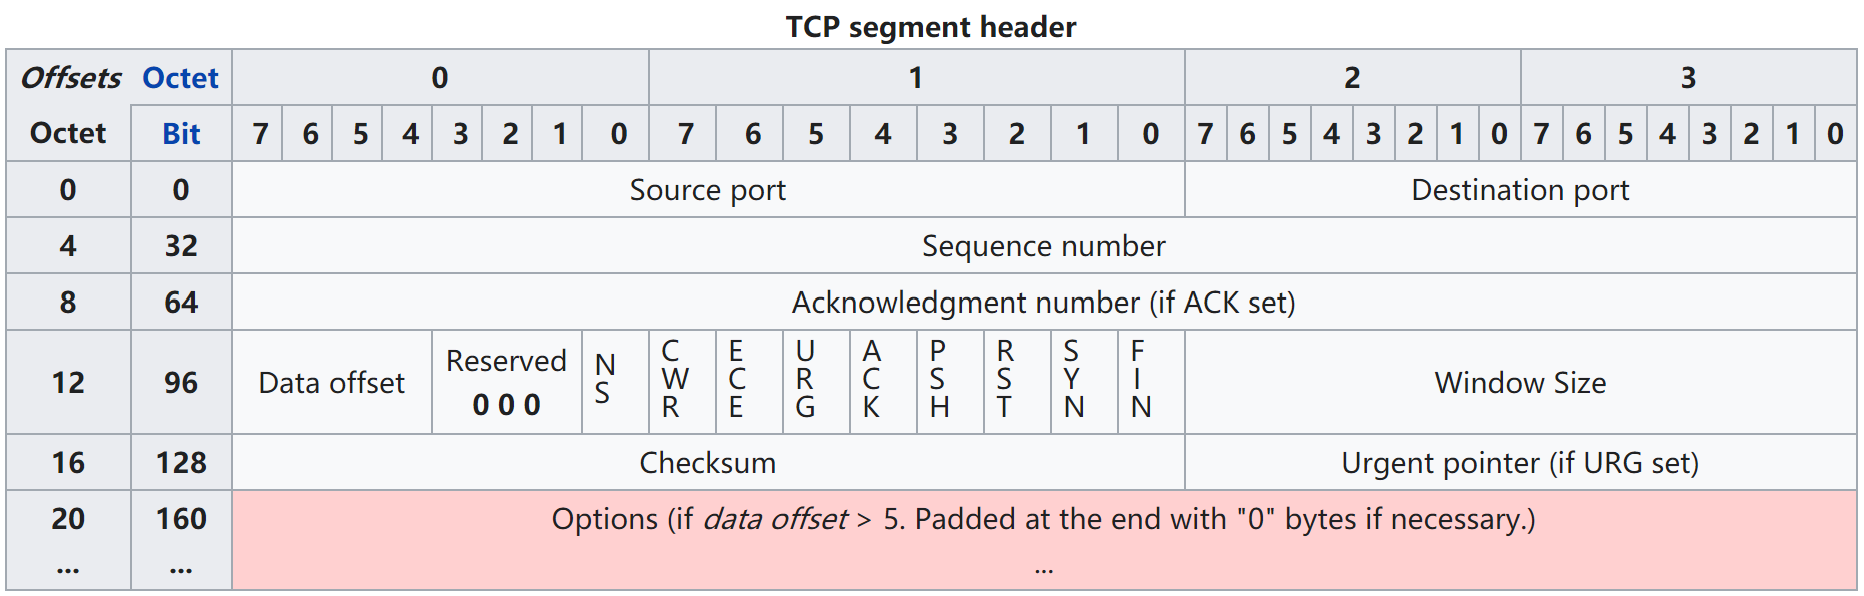 TCP segment header
Offsets Octet 0 1 2 3
Octet Bit 7 6 5 4 3 2 1 0 7 6 5 4 3 2 1 0 7 6 5 4 3 2 1 0 7 6 5 4 3 2 1 0
0 0 Source port Destination port
4 32 Sequence number
8 64 Acknowledgment number (if ACK set)
12 96 Data offset Reserved 0 0 0 NS CWR ECE URG ACK PSH RST SYN FIN Window Size
16 128 Checksum Urgent pointer (if URG set)
20 160 Options (if data offset > 5. Padded at the end with "0" bytes if necessary.)
... ... ...